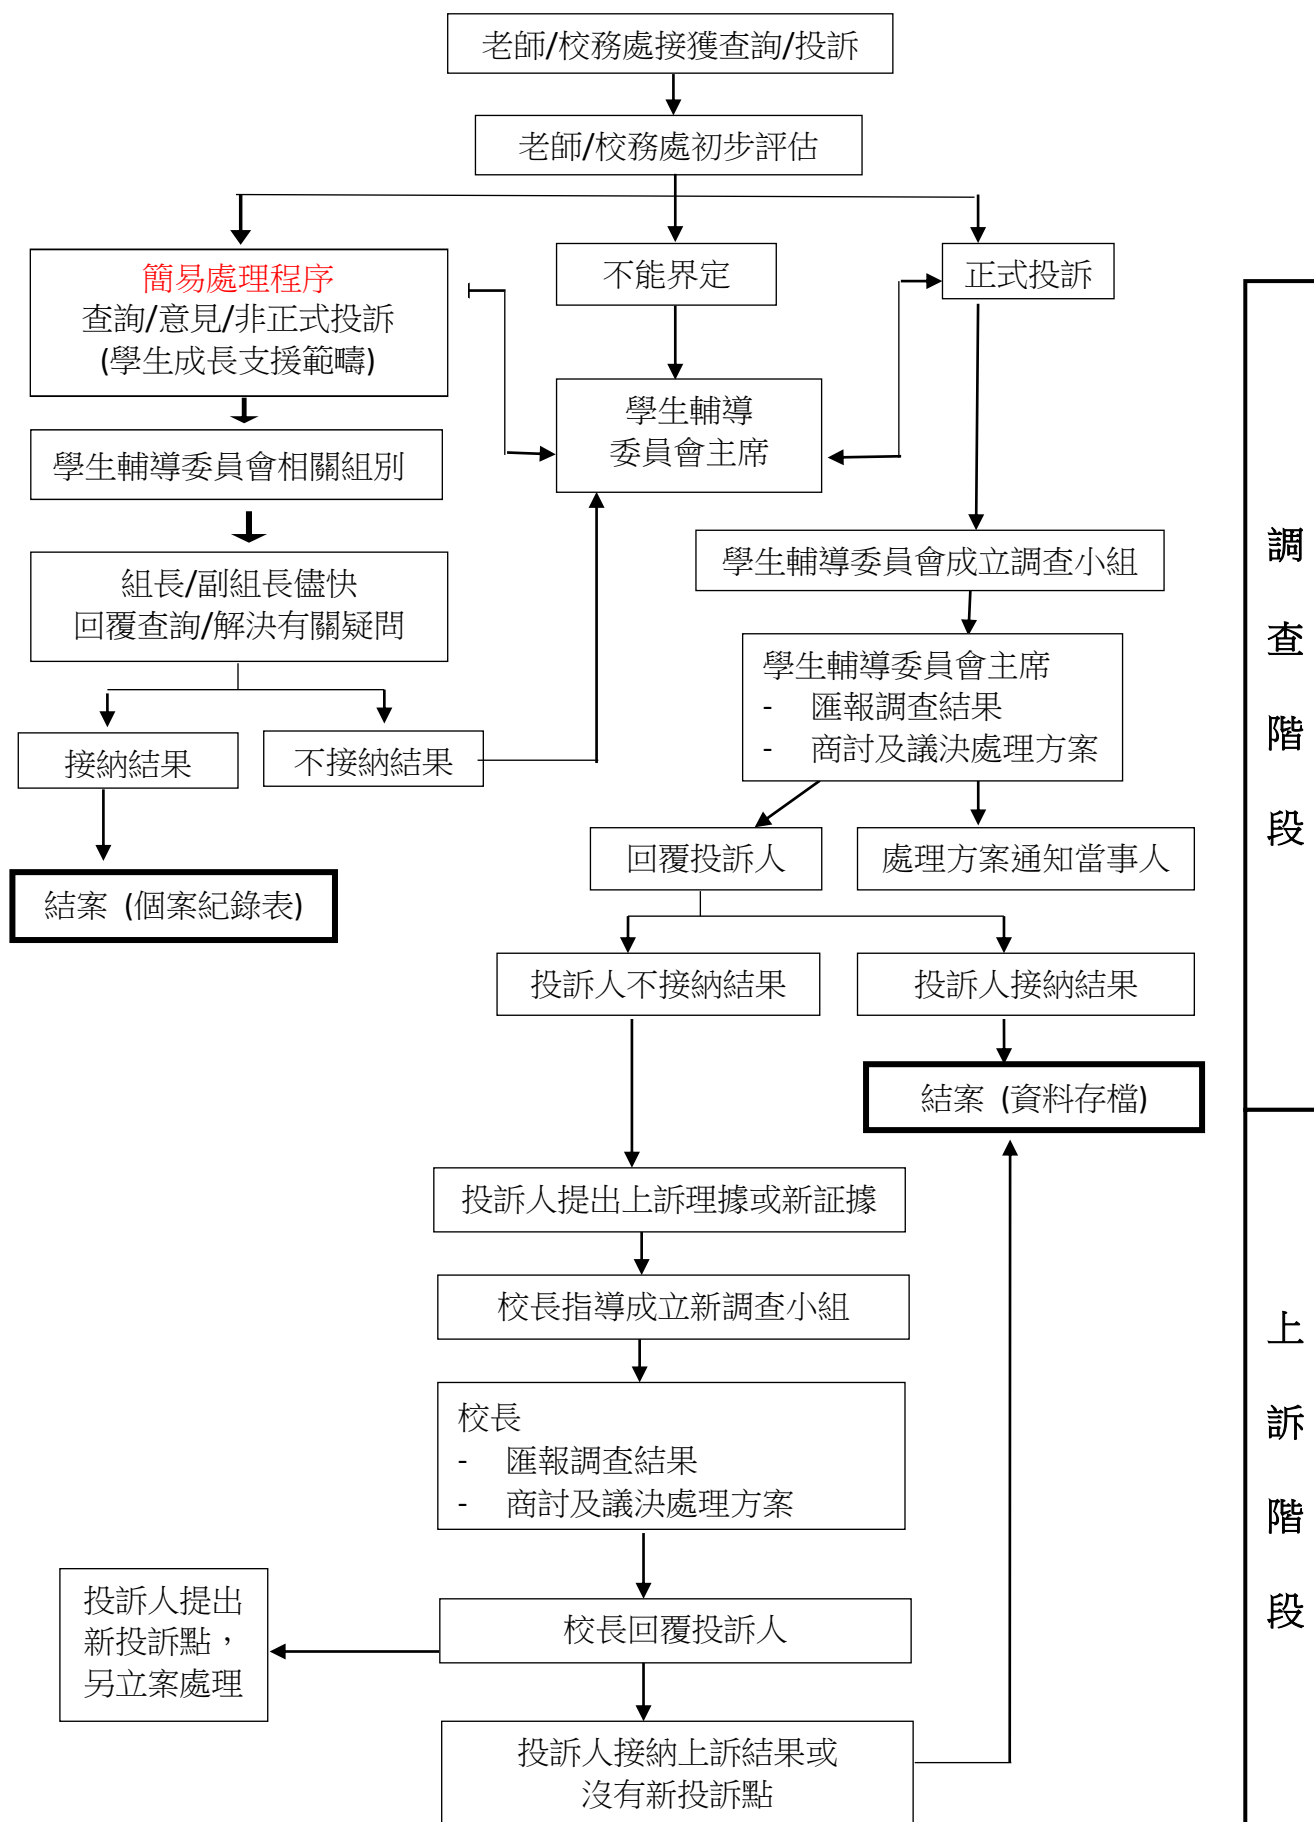 老師/校務處接獲查詢/投訴
老師/校務處初步評估
簡易處理程序
查詢/意見/非正式投訴
(學生成長支援範疇)
不能界定
正式投訴
學生輔導
委員會主席
學生輔導委員會相關組別
組長/副組長儘快
回覆查詢/解決有關疑問
接納結果
不接納結果
結案 (個案紀錄表)
學生輔導委員會成立調查小組
學生輔導委員會主席
- 匯報調查結果
- 商討及議決處理方案
回覆投訴人
處理方案通知當事人
投訴人不接納結果
投訴人接納結果
結案 (資料存檔)
調
查
階
段
投訴人提出上訴理據或新証據
校長指導成立新調查小組
校長
- 匯報調查結果
- 商討及議決處理方案
校長回覆投訴人
投訴人提出
新投訴點，
另立案處理
投訴人接納上訴結果或
沒有新投訴點
上
訴
階
段